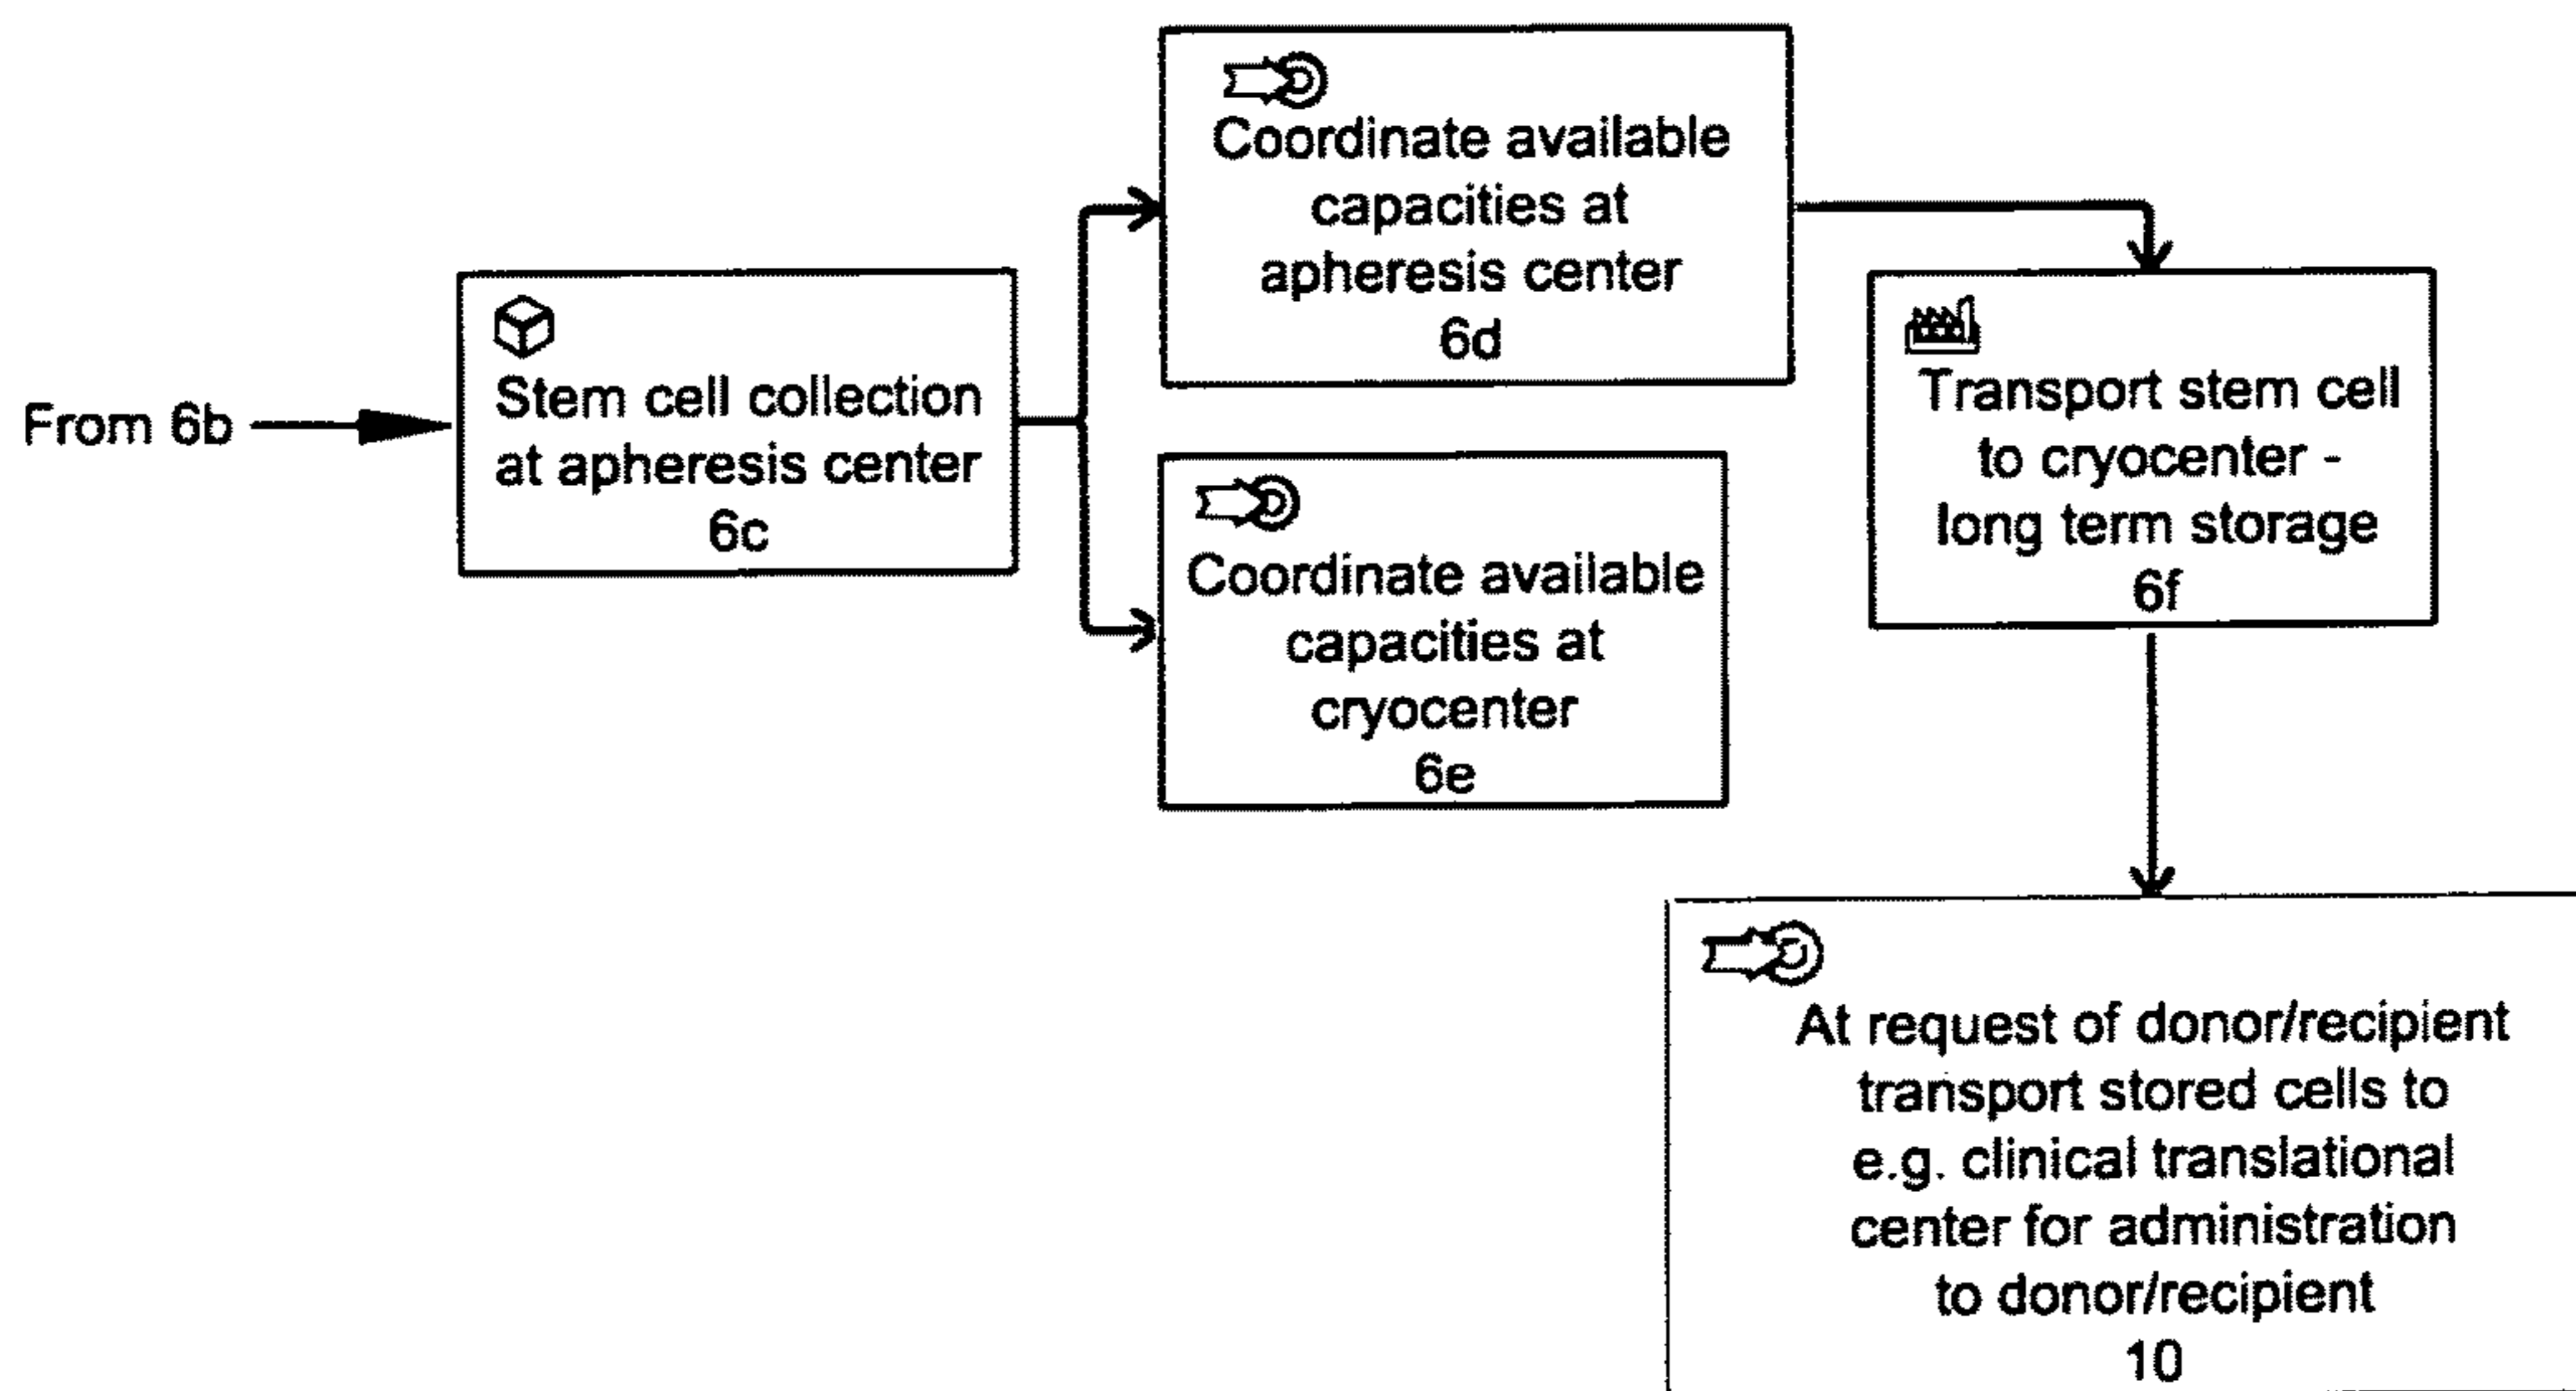 From 6b
Stem cell collection
at apheresis center
6c
Coordinate available
capacities at
apheresis center
6d
Coordinate available
capacities at
cryocenter
6e
Transport stem cell
to cryocenter -
long term storage
6f
At request of donor/recipient
transport stored cells to
e.g. clinical translational
center for administration
to donor/recipient
10